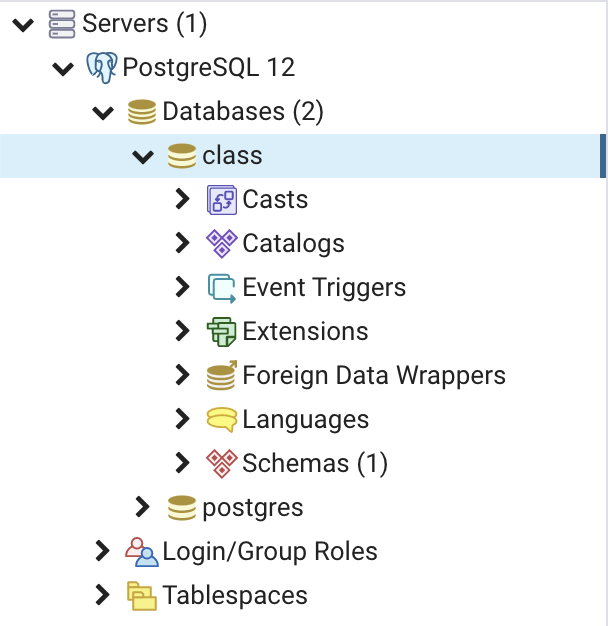 Servers (1)
PostgreSQL 12
Databases (2)
class
Casts
Catalogs
Event Triggers
Extensions
Foreign Data Wrappers
Languages
Schemas (1)
postgres
Login/Group Roles
Tablespaces